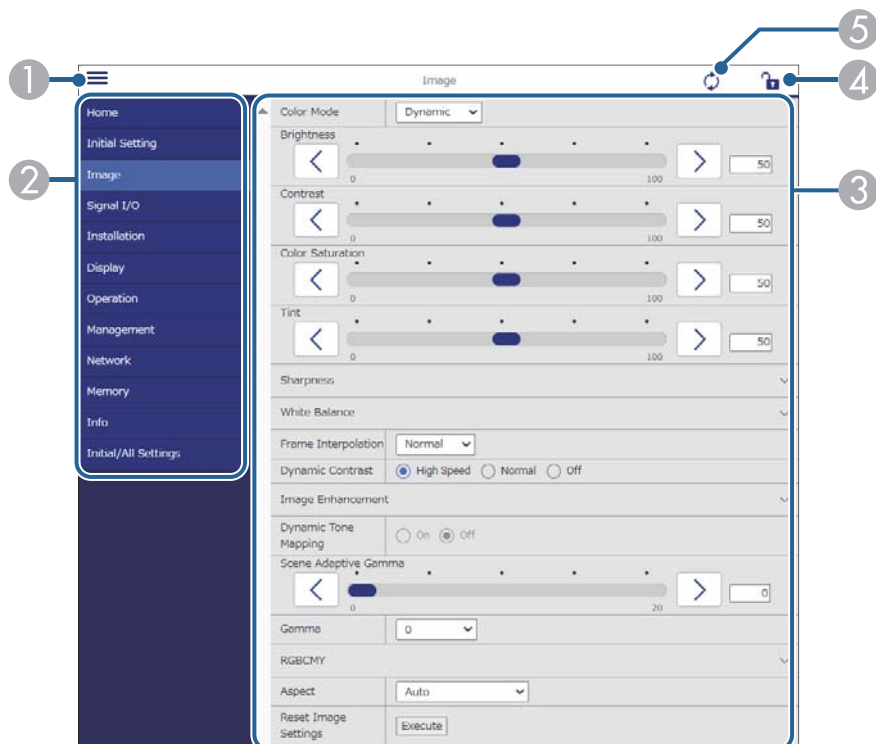 5
1
Image
4
Home
Initial Setting
Image
Signal I/O
Installation
Display
Operation
Management
Network
Memory
Info
Initial/All Settings
2
3
Color Mode Dynamic
Brightness
0 100 50
Contrast
0 100 50
Color Saturation
0 100 50
Tint
0 100 50
Sharpness
White Balance
Frame Interpolation Normal
Dynamic Contrast High Speed Normal Off
Image Enhancement
Dynamic Tone
Mapping
On Off
Scene Adaptive Gamma
0 20 0
Gamma 0
RGBCMY
Aspect Auto
Reset Image
Settings
Execute